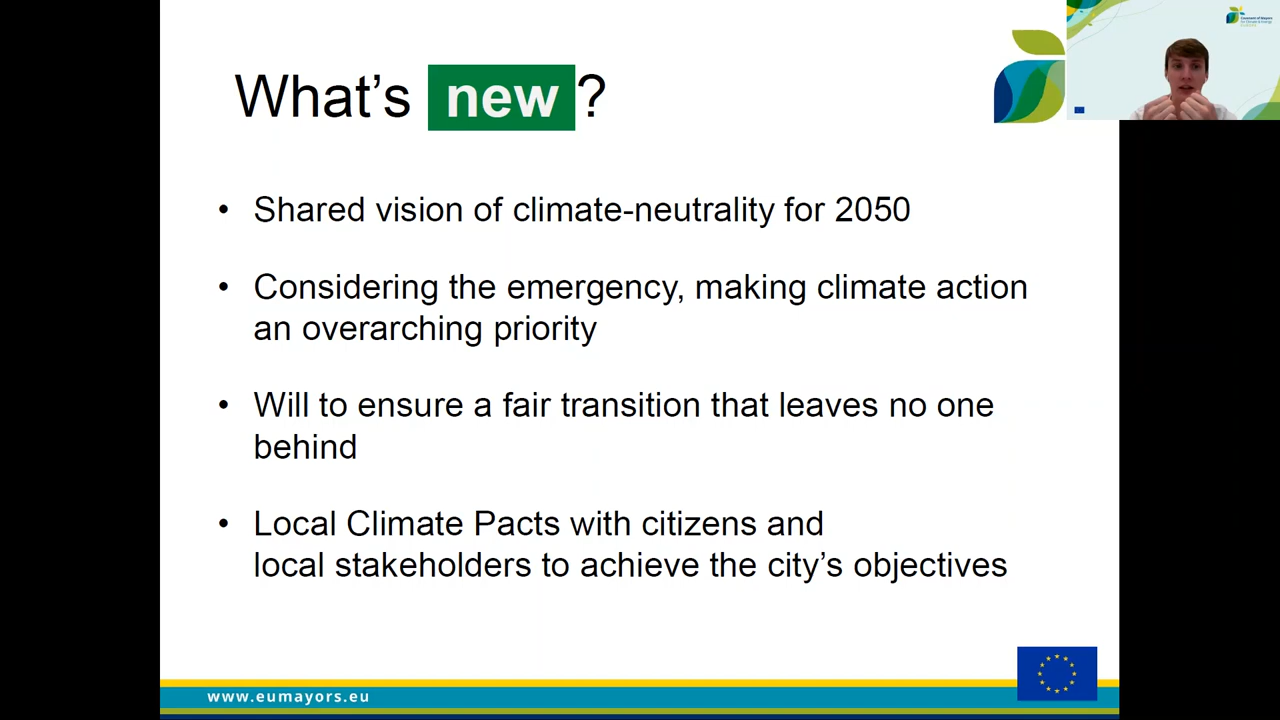 What's new ?
• Shared vision of climate-neutrality for 2050
• Considering the emergency, making climate action
an overarching priority
• Will to ensure a fair transition that leaves no one
behind
• Local Climate Pacts with citizens and
local stakeholders to achieve the city's objectives
www.eumayors.eu